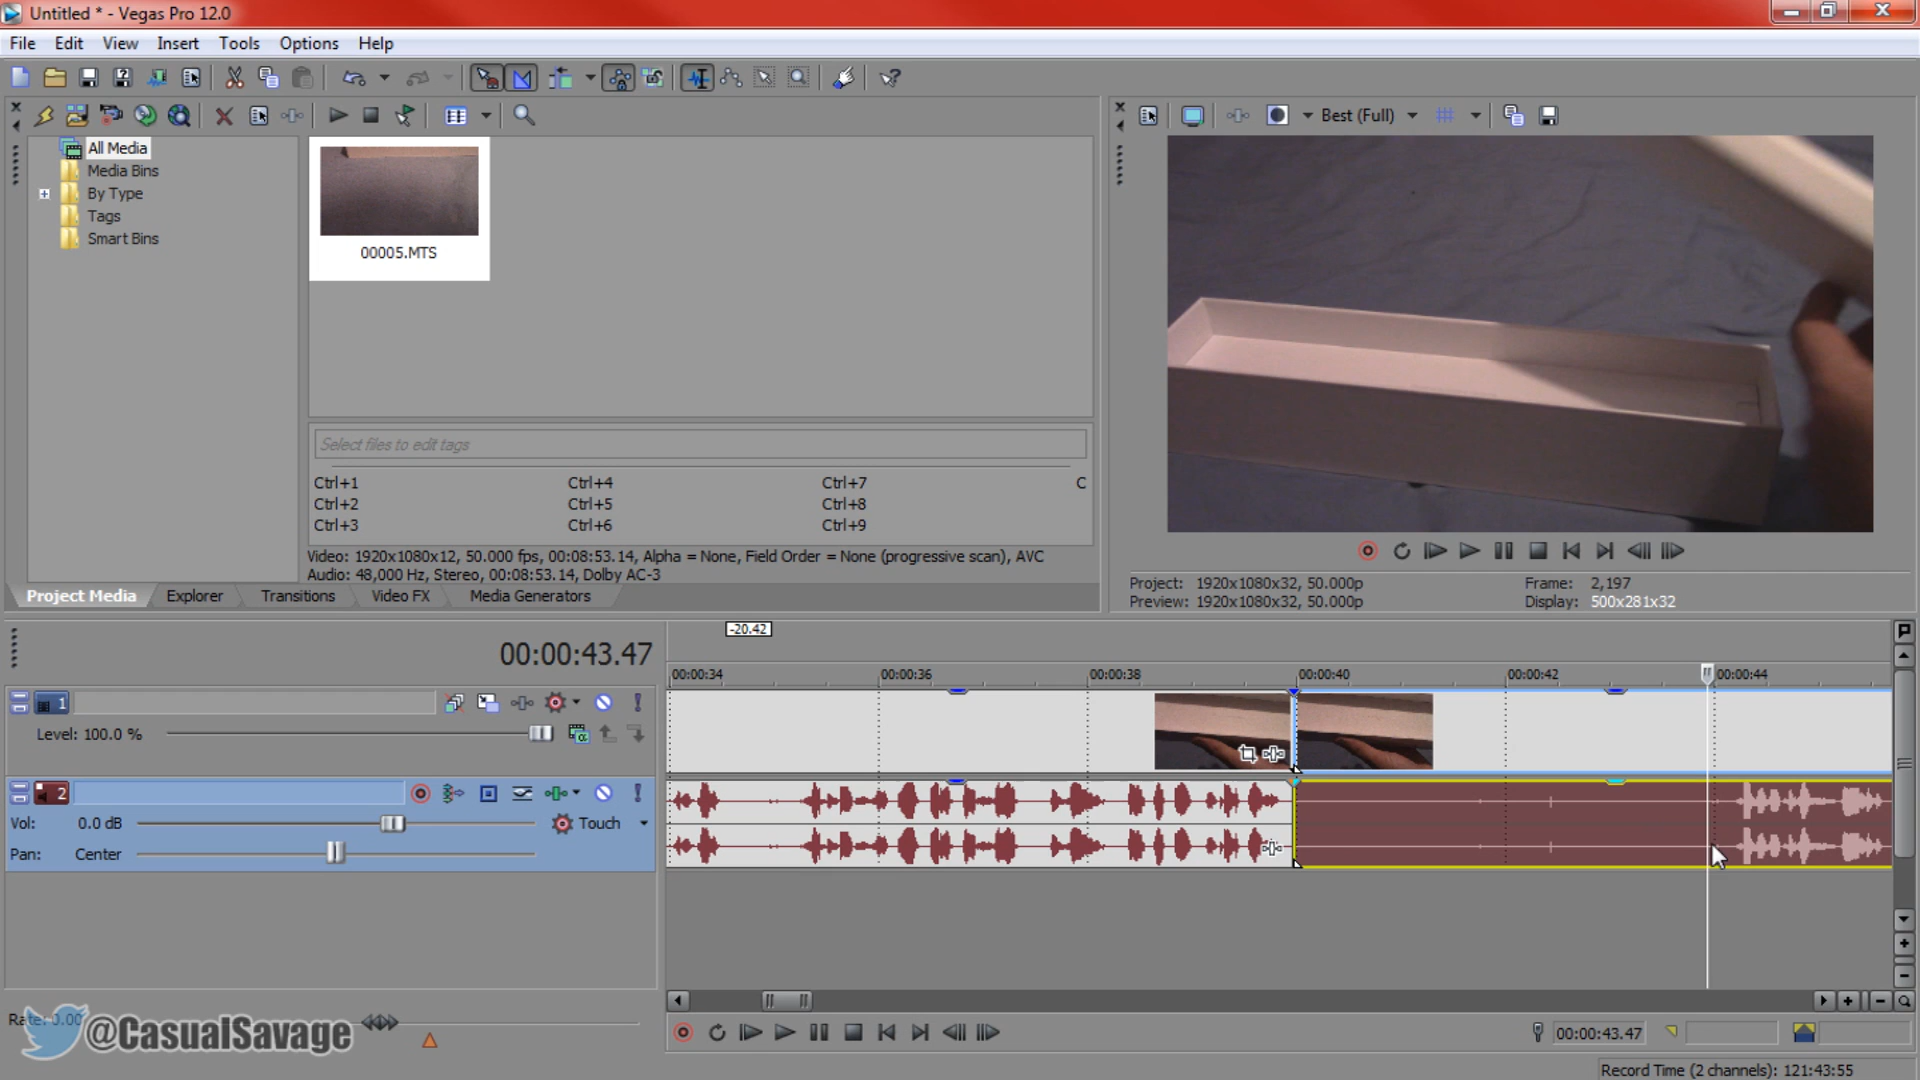 Untitled * - Vegas Pro 12.0
File Edit View Insert Tools Options Help
Best (Full)
All Media
Media Bins
By Type
Tags
Smart Bins
00005.MTS
Select files to edit tags
Ctrl+1 Ctrl+4 Ctrl+7 C
Ctrl+2 Ctrl+5 Ctrl+8
Ctrl+3 Ctrl+6 Ctrl+9
Video: 1920x1080x12, 50.000 fps, 00:08:53.14, Alpha = None, Field Order = None (progressive scan), AVC
Audio: 48,000 Hz, Stereo, 00:08:53.14, Dolby AC-3
Project Media Explorer Transitions Video FX Media Generators
Project: 1920x1080x32, 50.000p Frame: 2,197
Preview: 1920x1080x32, 50.000p Display: 500x281x32
-20.42
00:00:43.47
00:00:34 00:00:36 00:00:38 00:00:40 00:00:42 00:00:44
1
Level: 100.0 %
2
Vol: 0.0 dB Touch
Pan: Center
Rate: 0.00
@CasualSavage
00:00:43.47
Record Time (2 channels): 121:43:55